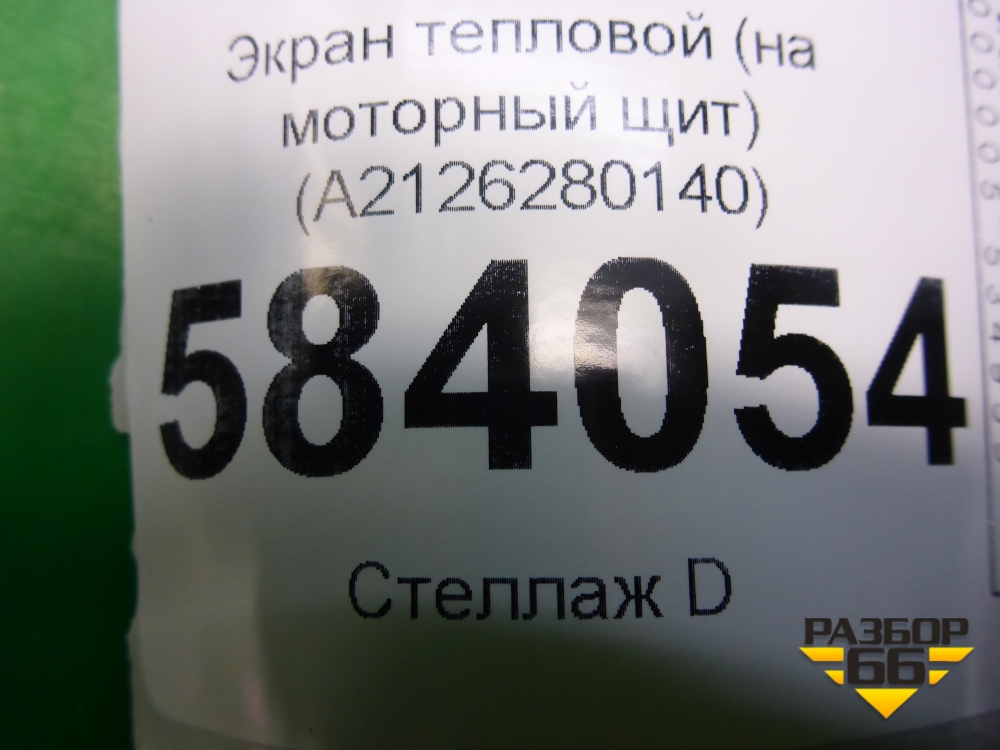 Экран тепловой (на
моторный щит)
(A2126280140)
584054
Стеллаж D
РАЗБОР
66